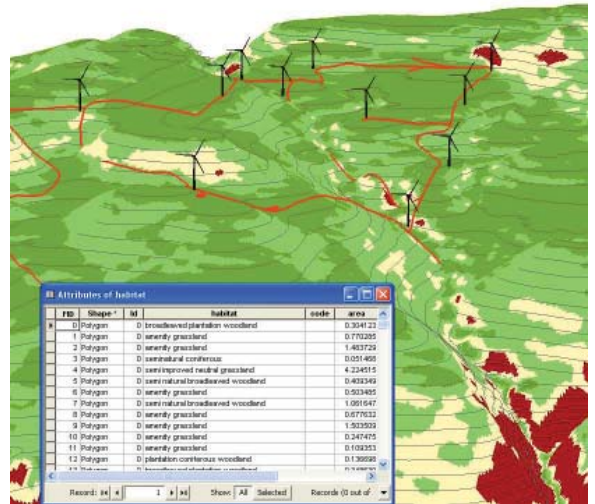 Attributes of habitat
FID Shape * Id habitat code area
0 Polygon 0 broadleaved plantation woodland 0.304123
1 Polygon 0 amenity grassland 0.770285
2 Polygon 0 amenity grassland 1.483729
3 Polygon 0 seminatural coniferous 0.051466
4 Polygon 0 semi improved neutral grassland 4.224515
5 Polygon 0 semi natural broadleaved woodland 0.409349
6 Polygon 0 amenity grassland 0.503485
7 Polygon 0 semi natural broadleaved woodland 1.061647
8 Polygon 0 amenity grassland 0.677632
9 Polygon 0 amenity grassland 1.503509
10 Polygon 0 amenity grassland 0.247475
11 Polygon 0 amenity grassland 0.109353
12 Polygon 0 plantation coniferous woodland 0.136698
Record: 1 Show: All Selected Records (0 out of